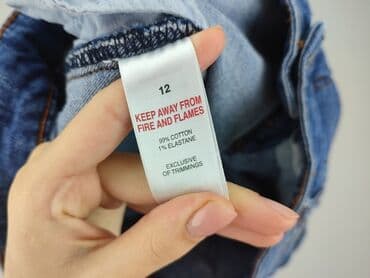 12
KEEP AWAY FROM
FIRE AND FLAMES
99% COTTON
1% ELASTANE
EXCLUSIVE
OF TRIMMINGS